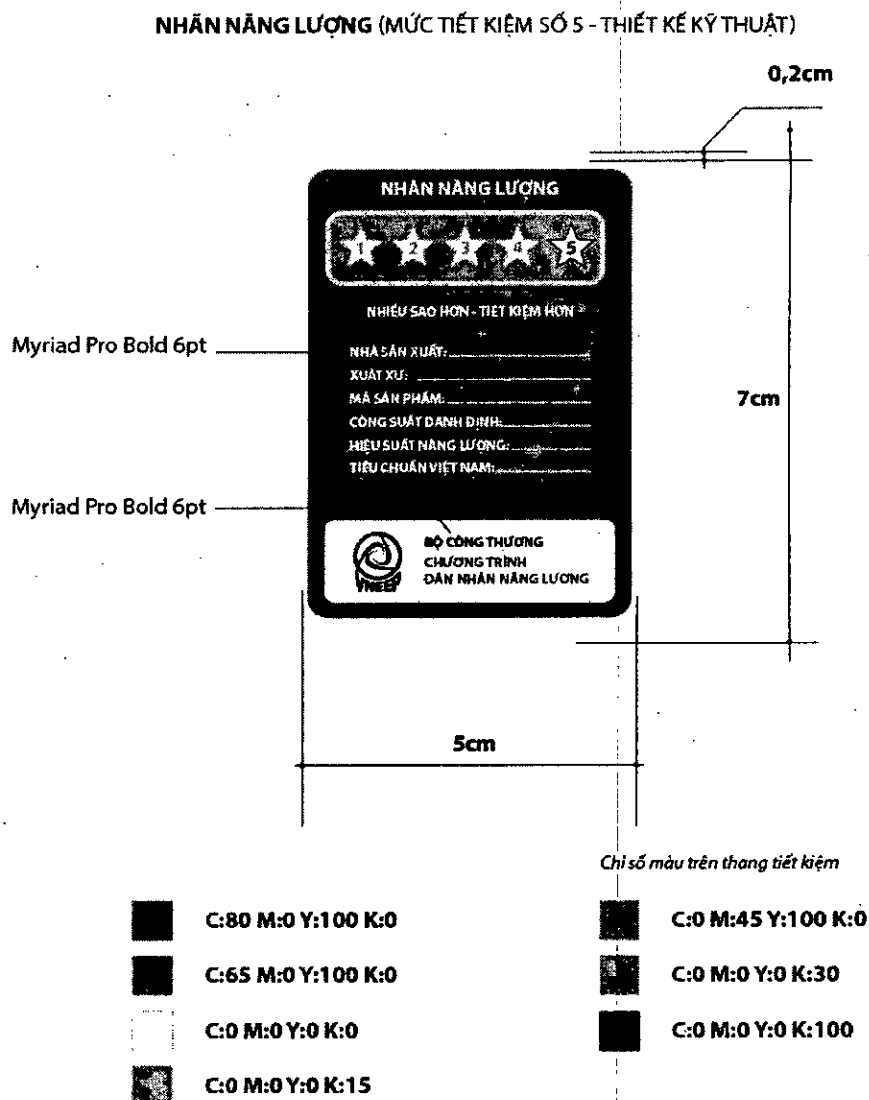 NHÃN NĂNG LƯỢNG (MỨC TIẾT KIỆM SỐ 5 - THIẾT KẾ KỸ THUẬT)
0,2cm
NHÃN NĂNG LƯỢNG
1 2 3 4 5
NHIỀU SAO HƠN - TIẾT KIỆM HƠN
Myriad Pro Bold 6pt
NHÀ SẢN XUẤT:
XUẤT XỨ:
MÃ SẢN PHẨM:
CÔNG SUẤT DANH ĐỊNH:
HIỆU SUẤT NĂNG LƯỢNG:
TIÊU CHUẨN VIỆT NAM:
7cm
Myriad Pro Bold 6pt
BỘ CÔNG THƯƠNG
CHƯƠNG TRÌNH
DÁN NHÃN NĂNG LƯỢNG
VNEEP
5cm
Chỉ số màu trên thang tiết kiệm
C:80 M:0 Y:100 K:0
C:65 M:0 Y:100 K:0
C:0 M:0 Y:0 K:0
C:0 M:0 Y:0 K:15
C:0 M:45 Y:100 K:0
C:0 M:0 Y:0 K:30
C:0 M:0 Y:0 K:100